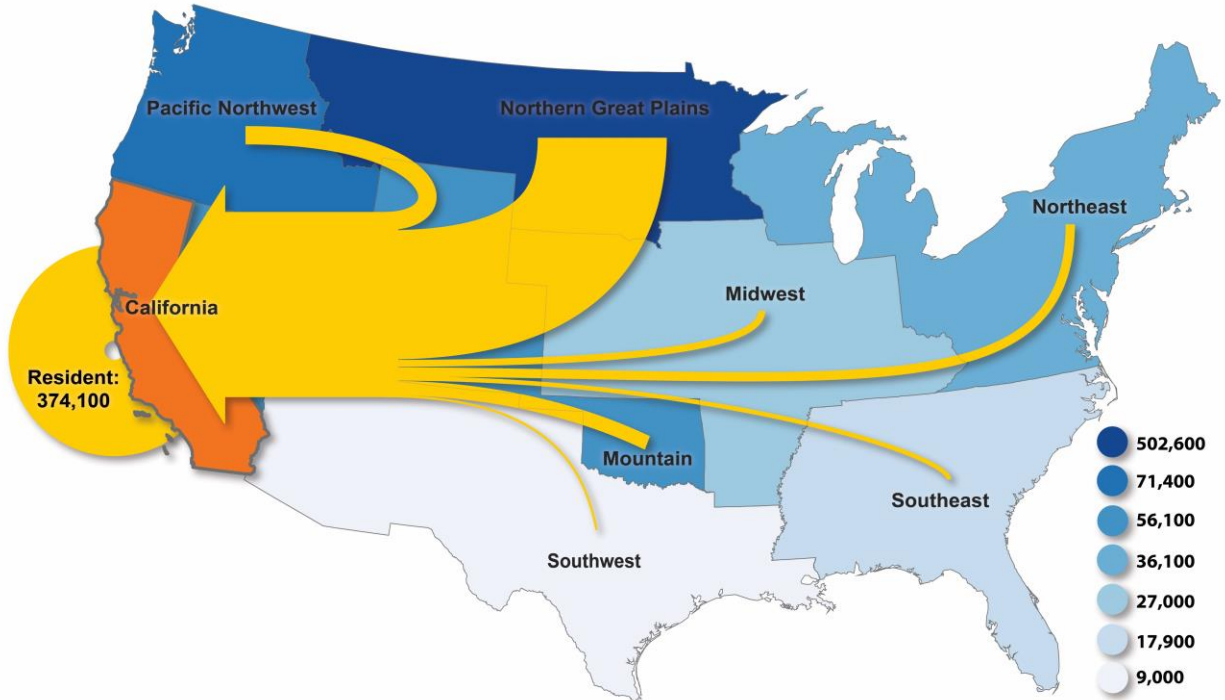 Pacific Northwest
Northern Great Plains
Northeast
California
Midwest
Resident:
374,100
Mountain
Southeast
Southwest
502,600
71,400
56,100
36,100
27,000
17,900
9,000